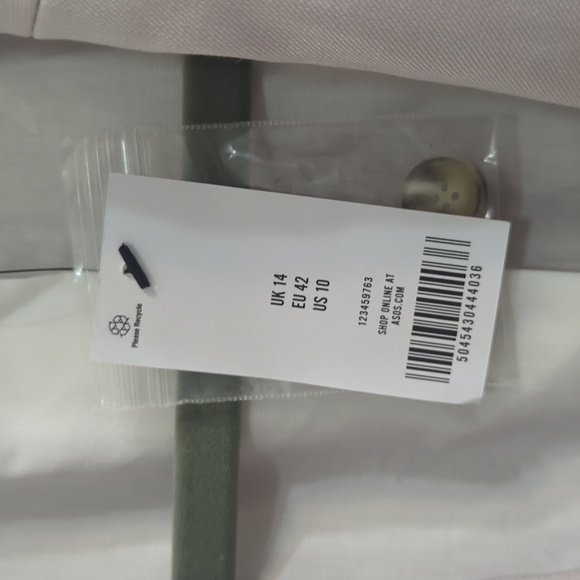 Please Recycle
UK 14
EU 42
US 10
123459763
SHOP ONLINE AT
ASOS.COM
5045430444036